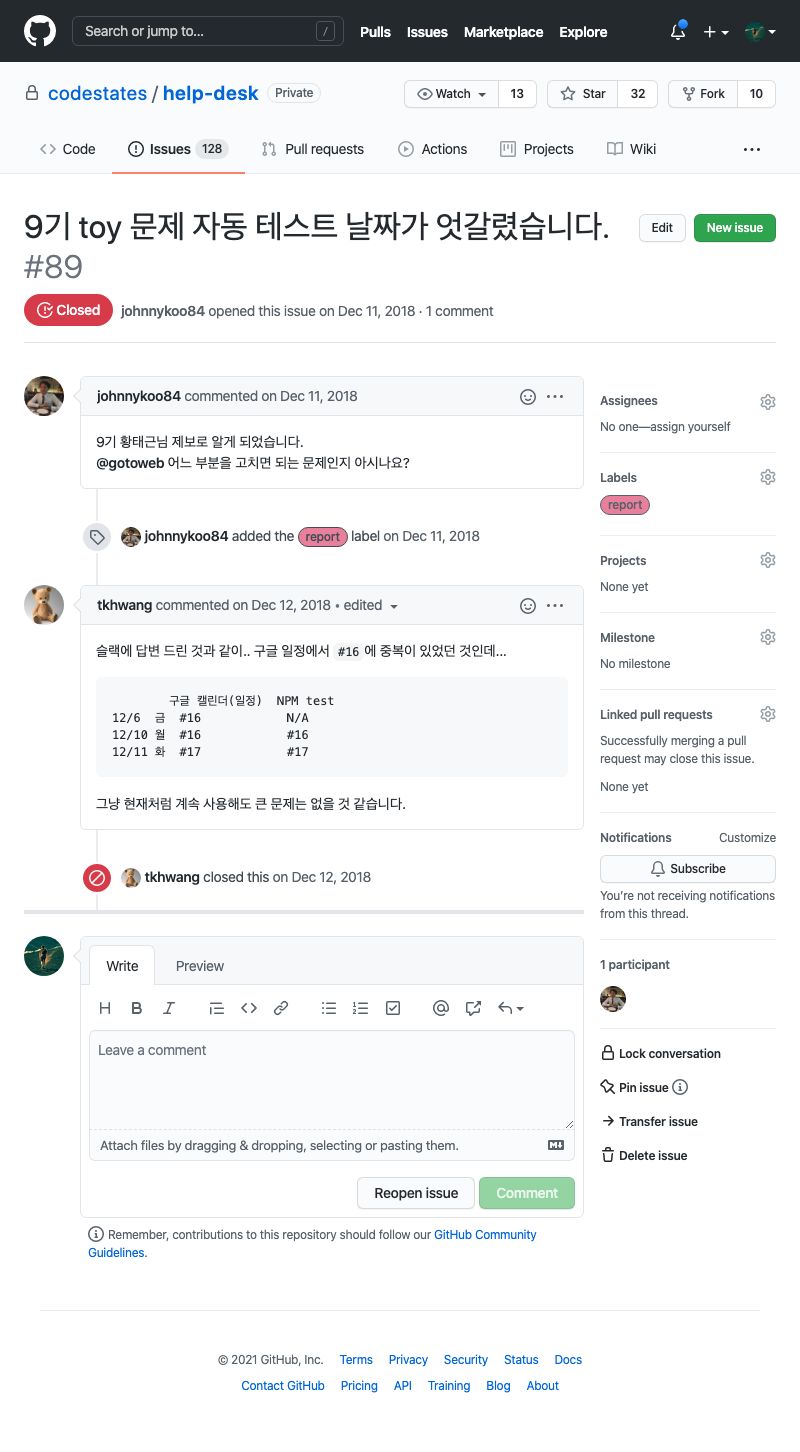 Search or jump to...
/
Pulls
Issues
Marketplace
Explore
codestates / help-desk
Private
Watch
13
Star
32
Fork
10
Code
Issues 128
Pull requests
Actions
Projects
Wiki
9기 toy 문제 자동 테스트 날짜가 엇갈렸습니다.
#89
Edit
New issue
Closed
johnnykoo84 opened this issue on Dec 11, 2018 · 1 comment
johnnykoo84 commented on Dec 11, 2018
9기 황태근님 제보로 알게 되었습니다.
@gotoweb 어느 부분을 고치면 되는 문제인지 아시나요?
johnnykoo84 added the report label on Dec 11, 2018
tkhwang commented on Dec 12, 2018 • edited
슬랙에 답변 드린 것과 같이.. 구글 일정에서 #16 에 중복이 있었던 것인데...
구글 캘린더(일정) NPM test
12/6 금 #16 N/A
12/10 월 #16 #16
12/11 화 #17 #17
그냥 현재처럼 계속 사용해도 큰 문제는 없을 것 같습니다.
tkhwang closed this on Dec 12, 2018
Write
Preview
Leave a comment
Attach files by dragging & dropping, selecting or pasting them.
Reopen issue
Comment
Remember, contributions to this repository should follow our GitHub Community
Guidelines.
Assignees
No one—assign yourself
Labels
report
Projects
None yet
Milestone
No milestone
Linked pull requests
Successfully merging a pull
request may close this issue.
None yet
Notifications
Customize
Subscribe
You're not receiving notifications
from this thread.
1 participant
Lock conversation
Pin issue
Transfer issue
Delete issue
© 2021 GitHub, Inc.
Terms
Privacy
Security
Status
Docs
Contact GitHub
Pricing
API
Training
Blog
About